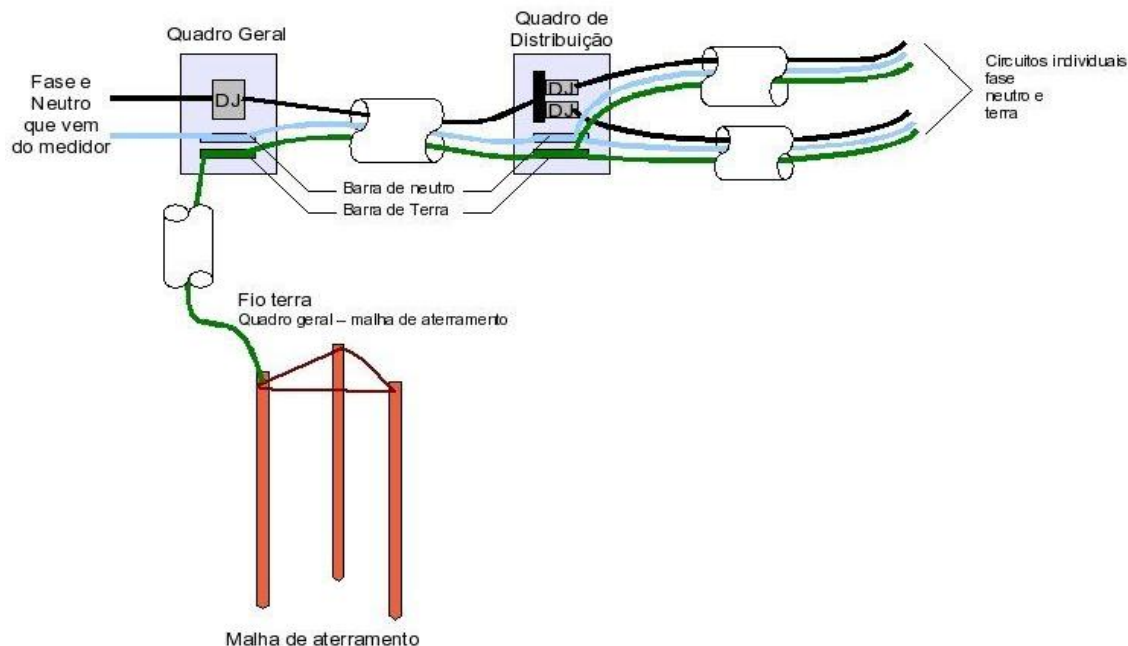 Quadro Geral
Quadro de
Distribuição
Fase e
Neutro
que vem
do medidor
DJ
DJ
DJ
Circuitos individuais
fase
neutro e
terra
Barra de neutro
Barra de Terra
Fio terra
Quadro geral – malha de aterramento
Malha de aterramento